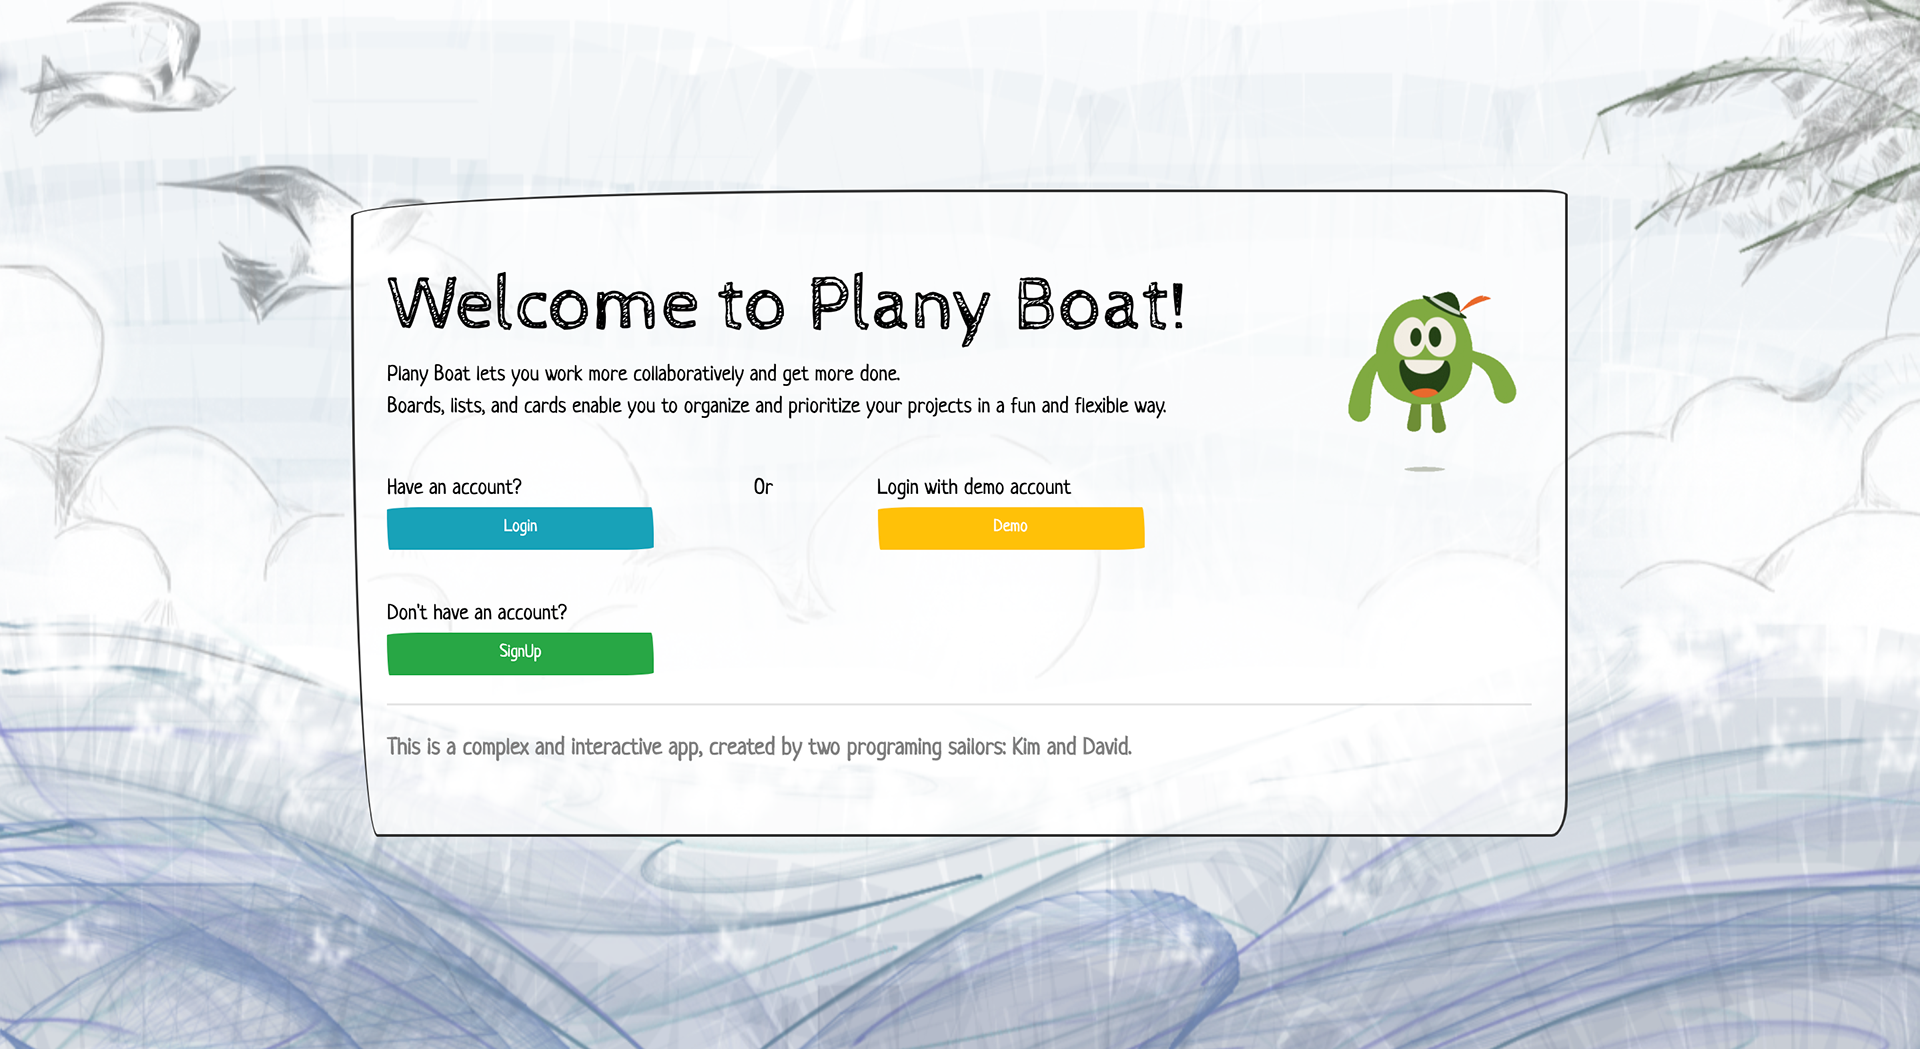 Welcome to Plany Boat!
Plany Boat lets you work more collaboratively and get more done.
Boards, lists, and cards enable you to organize and prioritize your projects in a fun and flexible way.
Have an account?
Or
Login with demo account
Login
Demo
Don't have an account?
SignUp
This is a complex and interactive app, created by two programing sailors: Kim and David.